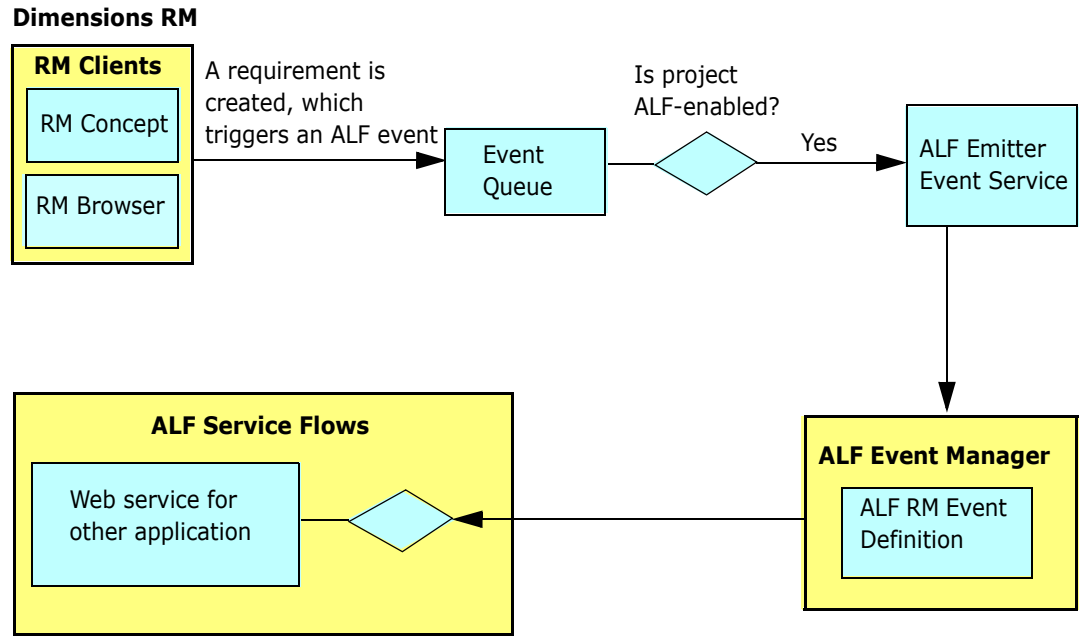 Dimensions RM
RM Clients
RM Concept
RM Browser
A requirement is
created, which
triggers an ALF event
Event
Queue
Is project
ALF-enabled?
Yes
ALF Emitter
Event Service
ALF Event Manager
ALF RM Event
Definition
ALF Service Flows
Web service for
other application